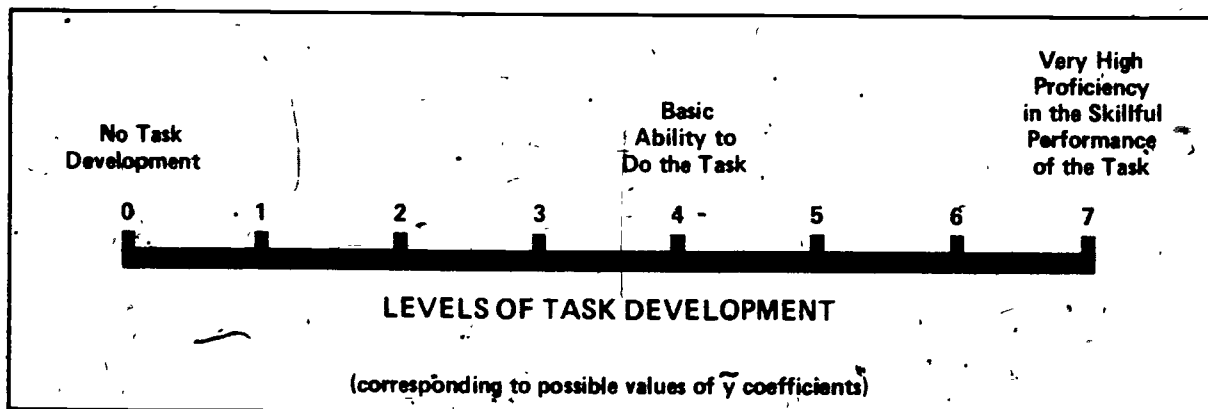 No Task
Development
Basic
Ability to
Do the Task
Very High
Proficiency
in the Skillful
Performance
of the Task
0 1 2 3 4 5 6 7
LEVELS OF TASK DEVELOPMENT
(corresponding to possible values of ỹ coefficients)